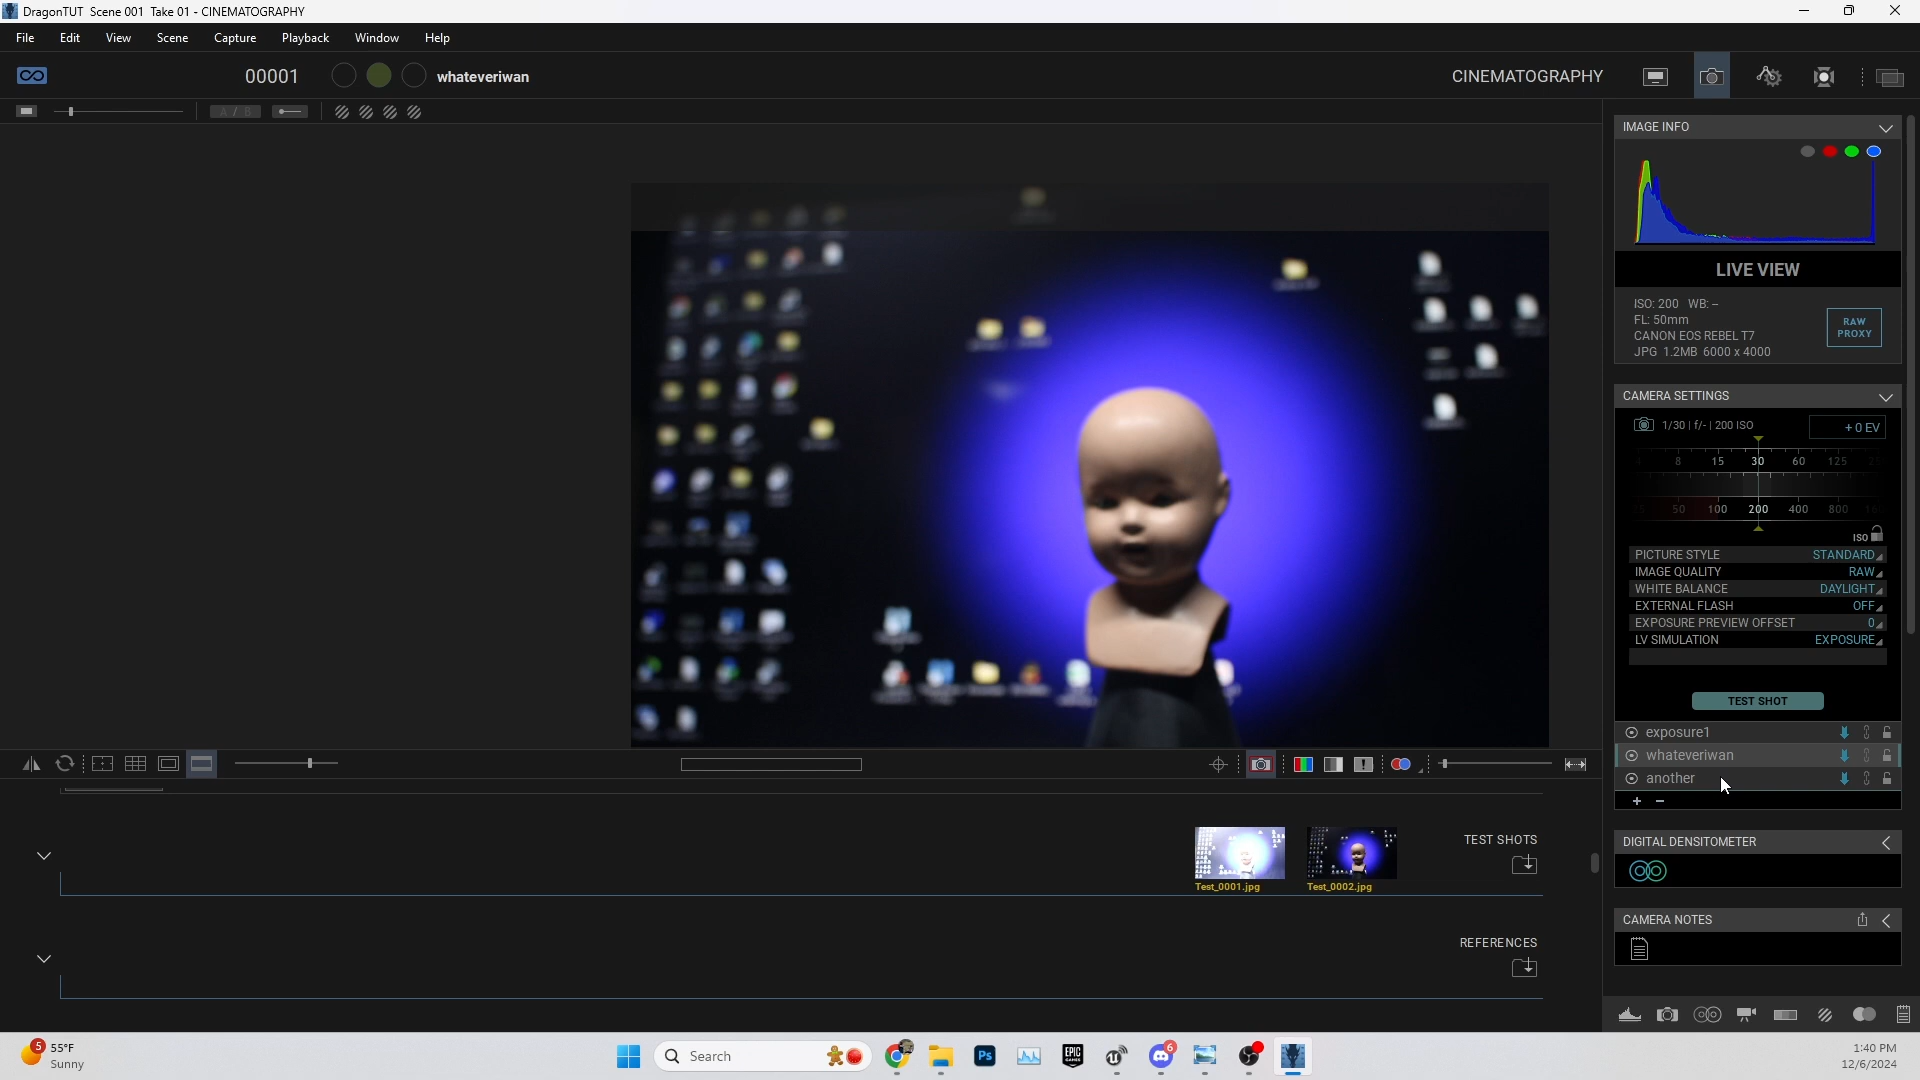 DragonTUT Scene 001 Take 01 - CINEMATOGRAPHY
File Edit View Scene Capture Playback Window Help
00001 whateveriwan CINEMATOGRAPHY
A / B
IMAGE INFO
LIVE VIEW
ISO: 200 WB: –
FL: 50mm
CANON EOS REBEL T7
JPG 1.2MB 6000 x 4000
RAW
PROXY
CAMERA SETTINGS
1/30 | f/- | 200 ISO +0 EV
8 15 30 60 125
50 100 200 400 800
ISO
PICTURE STYLE STANDARD
IMAGE QUALITY RAW
WHITE BALANCE DAYLIGHT
EXTERNAL FLASH OFF
EXPOSURE PREVIEW OFFSET 0
LV SIMULATION EXPOSURE
TEST SHOT
exposure1
whateveriwan
another
+ −
DIGITAL DENSITOMETER
CAMERA NOTES
TEST SHOTS
Test_0001.jpg Test_0002.jpg
REFERENCES
5
55°F
Sunny
Search
Ps
EPIC
GAMES
6
1:40 PM
12/6/2024